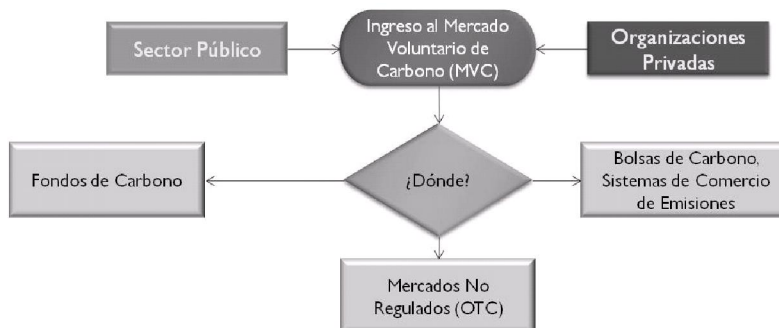 Sector Público
Ingreso al Mercado
Voluntario de
Carbono (MVC)
Organizaciones
Privadas
Fondos de Carbono
¿Dónde?
Bolsas de Carbono,
Sistemas de Comercio
de Emisiones
Mercados No
Regulados (OTC)